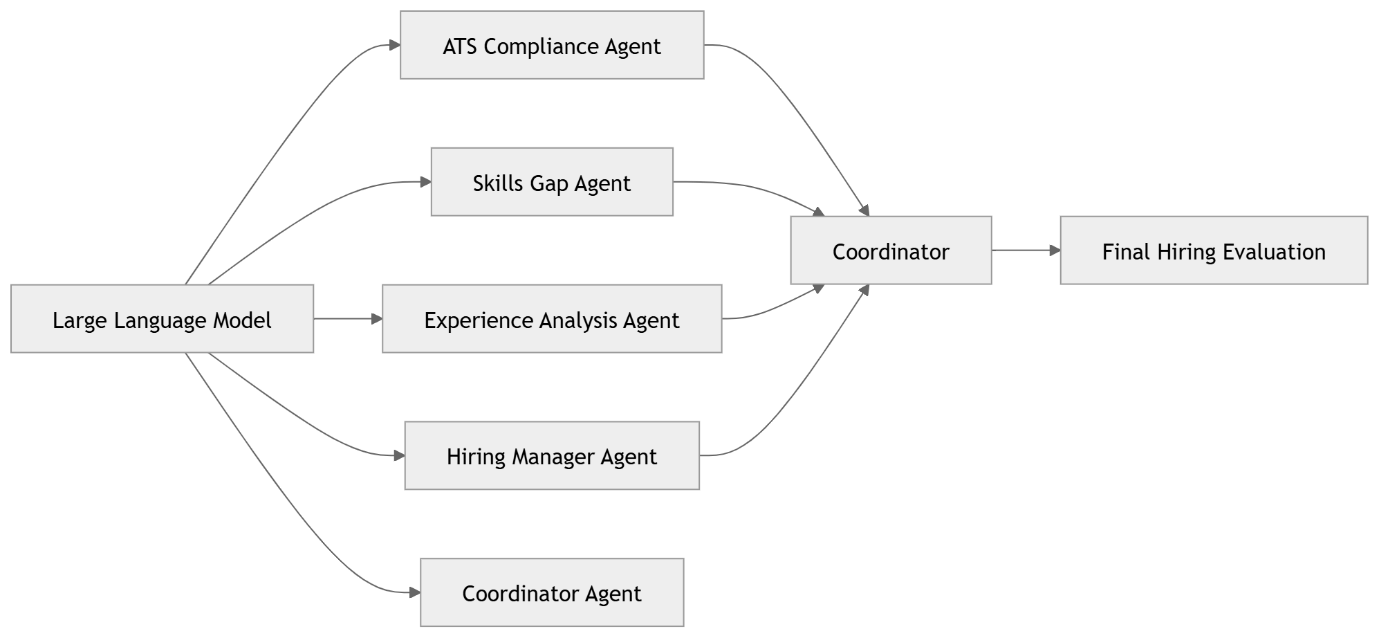 ATS Compliance Agent
Skills Gap Agent
Coordinator
Final Hiring Evaluation
Large Language Model
Experience Analysis Agent
Hiring Manager Agent
Coordinator Agent